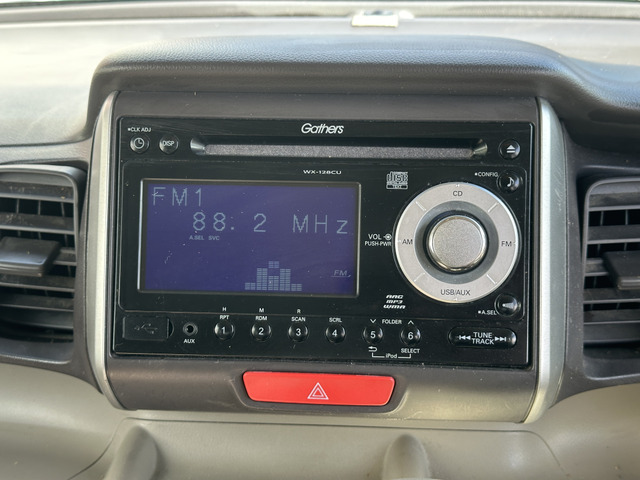 Gathers
CLK ADJ
DISP
WX-128CU
CONFIG
FM1
88.2 MHz
A.SEL SVC
FM
VOL
PUSH-PWR
CD
AM
FM
USB/AUX
AAC
MP3
WMA
A.SEL
H M R
RPT RDM SCAN SCRL FOLDER
1 2 3 4 5 6
AUX
iPod
SELECT
TUNE
TRACK